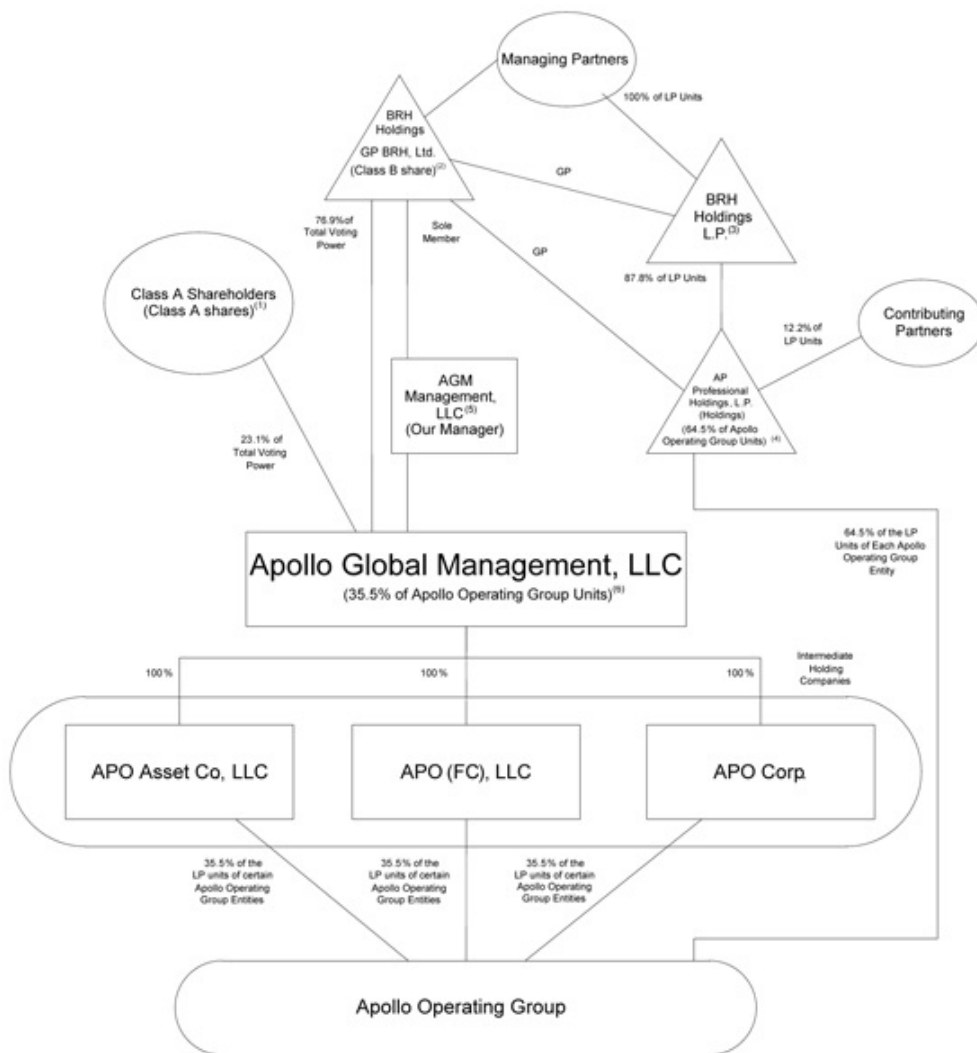 Managing Partners
100% of LP Units
BRH
Holdings
GP BRH, Ltd.
(Class B share)(2)
GP
BRH
Holdings
L.P.(3)
76.9%of
Total Voting
Power
Sole
Member
GP
87.8% of LP Units
Class A Shareholders
(Class A shares)(1)
12.2%of
LP Units
Contributing
Partners
AGM
Management,
LLC(5)
(Our Manager)
AP
Professional
Holdings, L.P.
(Holdings)
(64.5% of Apollo
Operating Group Units) (4)
23.1% of
Total Voting
Power
64.5% of the LP
Units of Each Apollo
Operating Group
Entity
Apollo Global Management, LLC
(35.5% of Apollo Operating Group Units)(6)
100%
100%
100%
Intermediate
Holding
Companies
APO Asset Co, LLC
APO (FC), LLC
APO Corp.
35.5% of the
LP units of certain
Apollo Operating
Group Entities
35.5% of the
LP units of certain
Apollo Operating
Group Entities
35.5% of the
LP units of certain
Apollo Operating
Group Entities
Apollo Operating Group